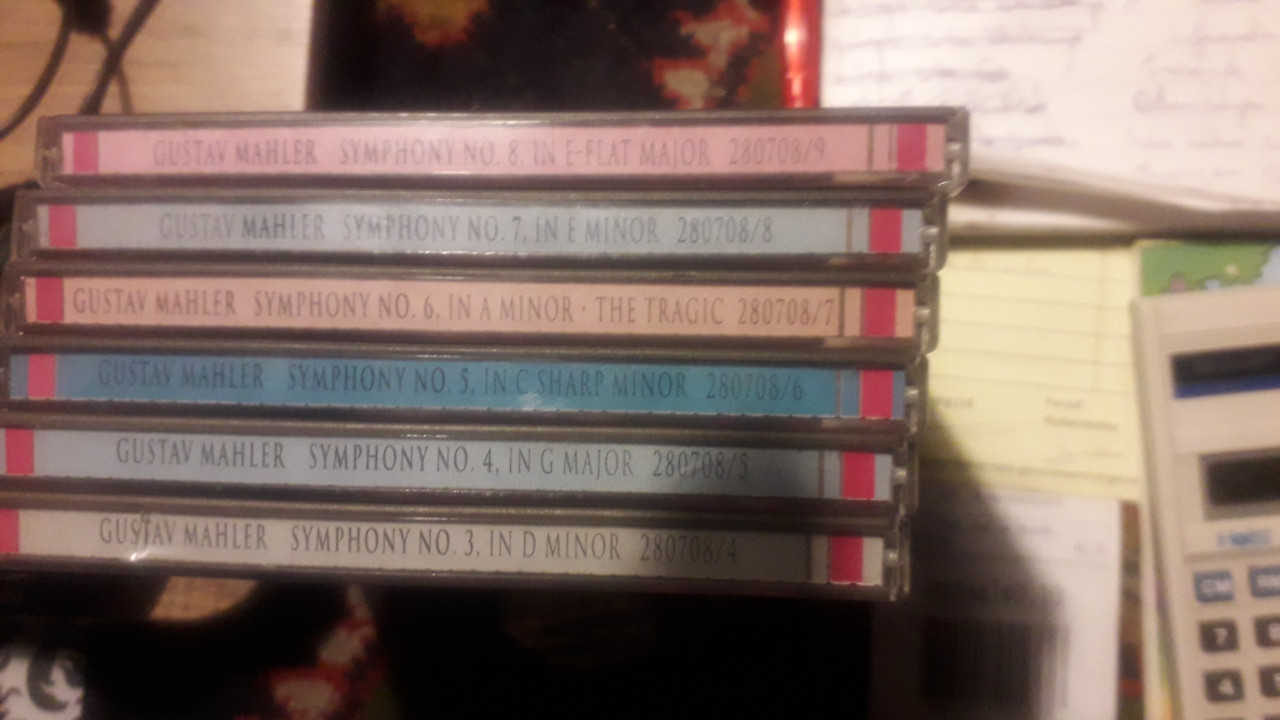 GUSTAV MAHLER SYMPHONY NO. 8, IN E-FLAT MAJOR 280708/9
GUSTAV MAHLER SYMPHONY NO. 7, IN E MINOR 280708/8
GUSTAV MAHLER SYMPHONY NO. 6, IN A MINOR · THE TRAGIC 280708/7
GUSTAV MAHLER SYMPHONY NO. 5, IN C SHARP MINOR 280708/6
GUSTAV MAHLER SYMPHONY NO. 4, IN G MAJOR 280708/5
GUSTAV MAHLER SYMPHONY NO. 3, IN D MINOR 280708/4
CM
7
4